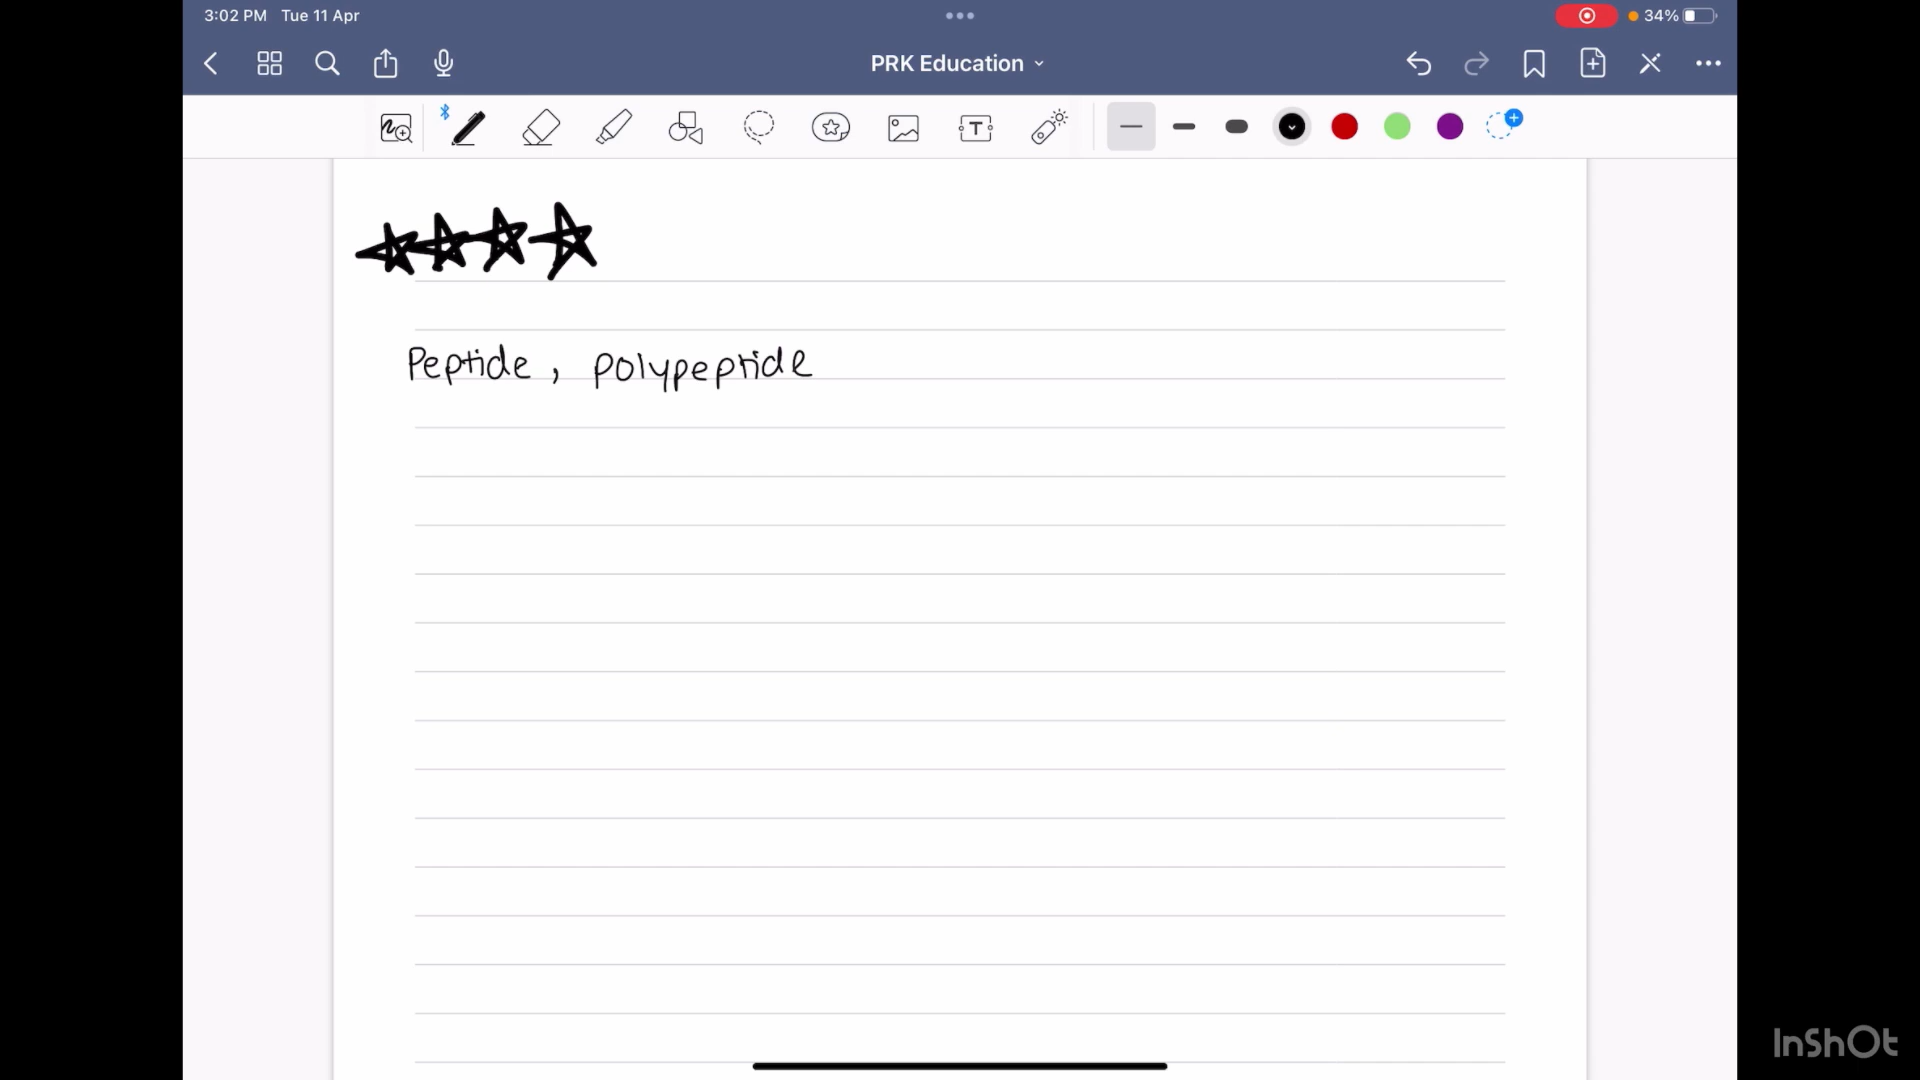 3:02 PM Tue 11 Apr
34%
PRK Education
T
Peptide, polypeptide
InShOt